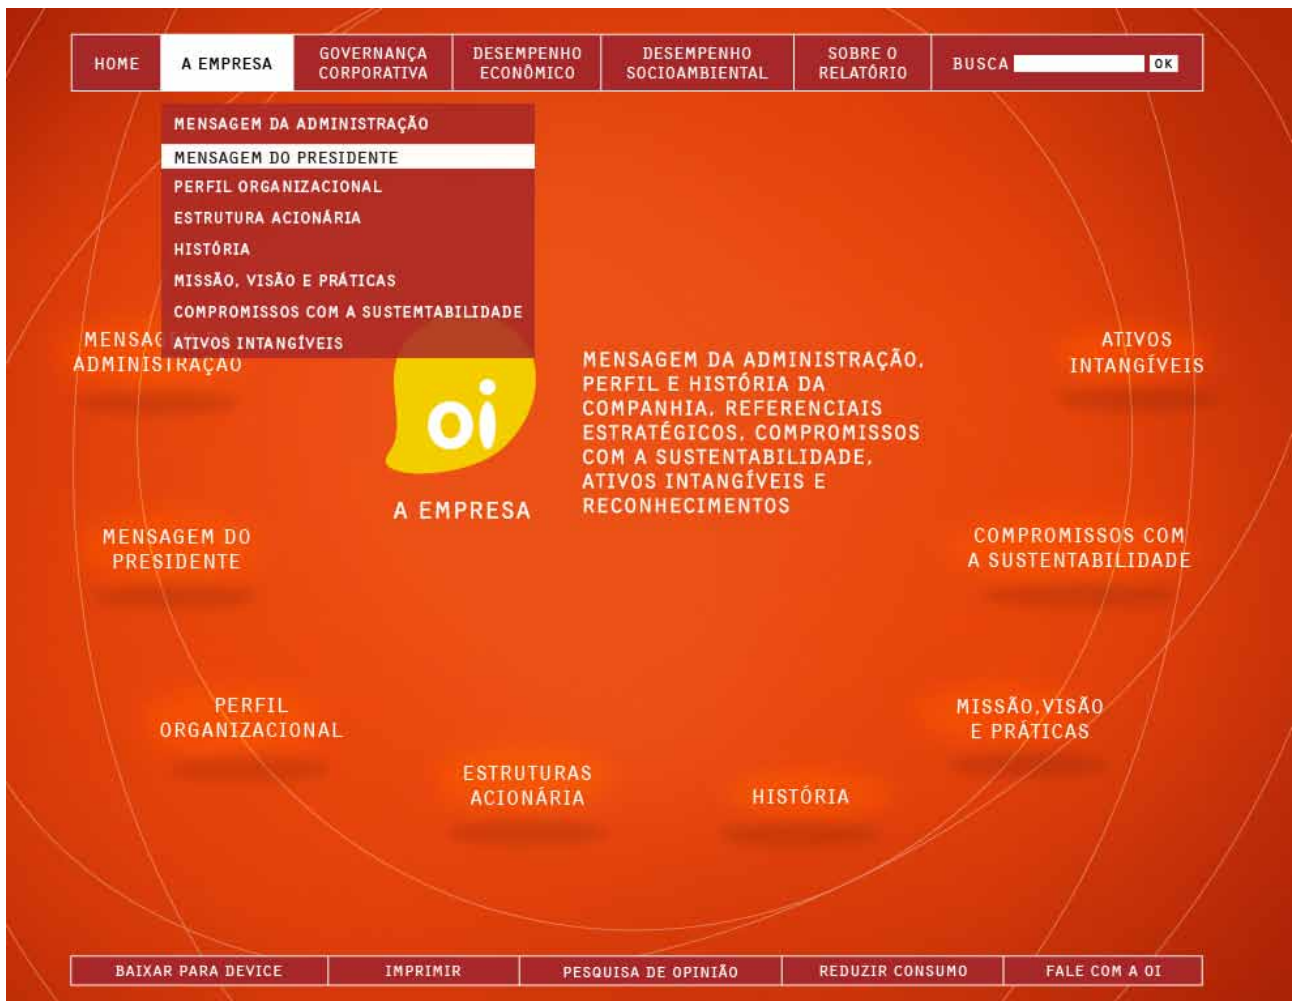 HOME
A EMPRESA
GOVERNANÇA
CORPORATIVA
DESEMPENHO
ECONÔMICO
DESEMPENHO
SOCIOAMBIENTAL
SOBRE O
RELATÓRIO
BUSCA
OK
MENSAGEM DA ADMINISTRAÇÃO
MENSAGEM DO PRESIDENTE
PERFIL ORGANIZACIONAL
ESTRUTURA ACIONÁRIA
HISTÓRIA
MISSÃO, VISÃO E PRÁTICAS
COMPROMISSOS COM A SUSTEMTABILIDADE
ATIVOS INTANGÍVEIS
MENSAG
ADMINISTRAÇÃO
oi
A EMPRESA
MENSAGEM DA ADMINISTRAÇÃO,
PERFIL E HISTÓRIA DA
COMPANHIA, REFERENCIAIS
ESTRATÉGICOS, COMPROMISSOS
COM A SUSTENTABILIDADE,
ATIVOS INTANGÍVEIS E
RECONHECIMENTOS
ATIVOS
INTANGÍVEIS
MENSAGEM DO
PRESIDENTE
COMPROMISSOS COM
A SUSTENTABILIDADE
PERFIL
ORGANIZACIONAL
MISSÃO,VISÃO
E PRÁTICAS
ESTRUTURAS
ACIONÁRIA
HISTÓRIA
BAIXAR PARA DEVICE
IMPRIMIR
PESQUISA DE OPINIÃO
REDUZIR CONSUMO
FALE COM A OI